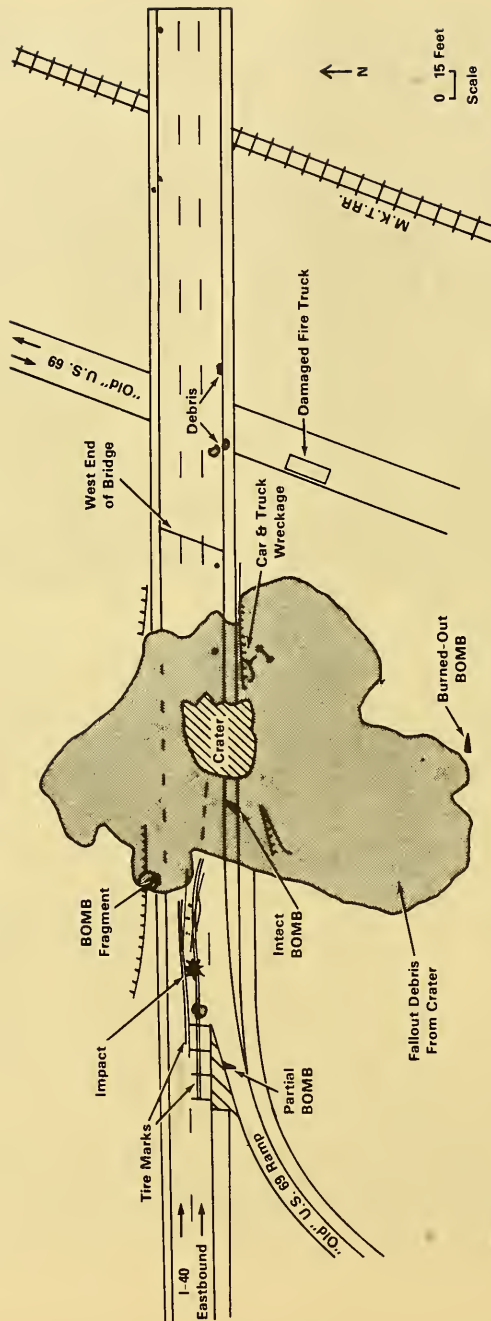 I-40
Eastbound
Tire Marks
Impact
BOMB
Fragment
West End
of Bridge
"Old" U.S. 69
N
0 15 Feet
Scale
Crater
Debris
M.K.T.RR.
"Old" U.S. 69 Ramp
Partial
BOMB
Intact
BOMB
Car & Truck
Wreckage
Damaged Fire Truck
Fallout Debris
From Crater
Burned-Out
BOMB